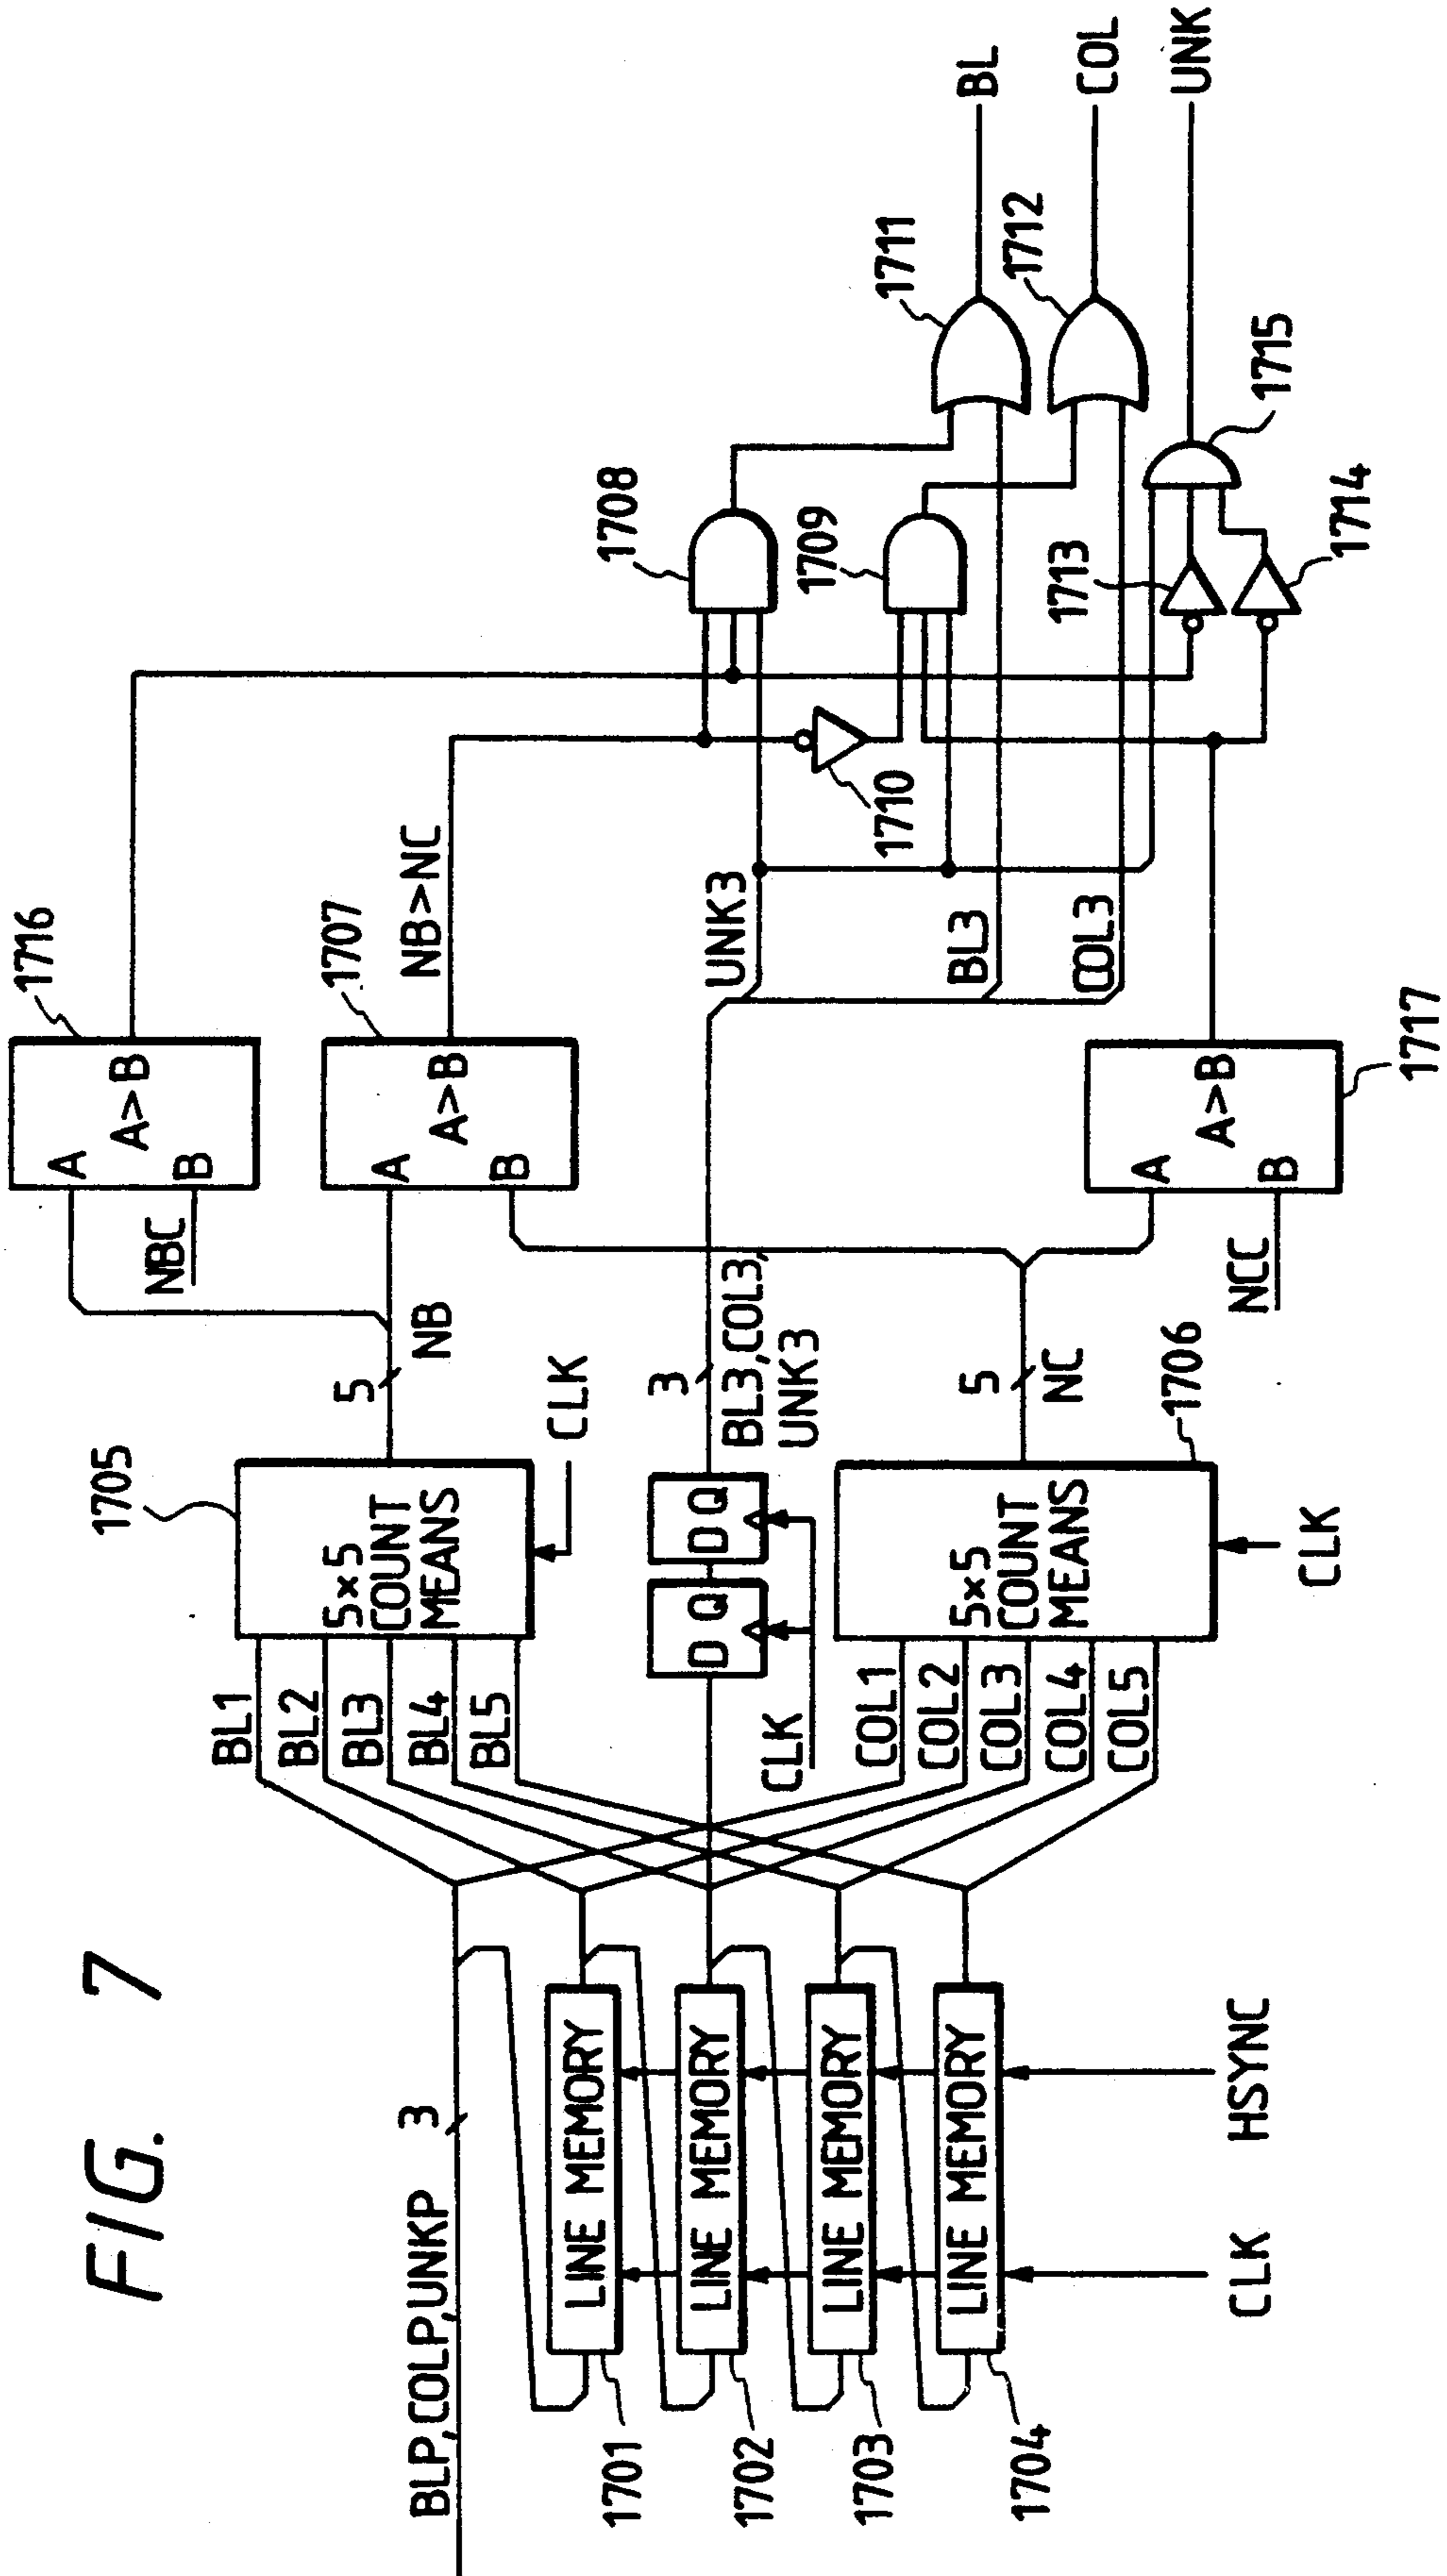 FIG. 7
BLP,COLP,UNKP
3
1701
LINE MEMORY
1702
LINE MEMORY
1703
LINE MEMORY
1704
LINE MEMORY
CLK
HSYNC
BL1
BL2
BL3
BL4
BL5
1705
5×5
COUNT
MEANS
CLK
5
NB
D Q
D Q
CLK
3
BL3,COL3,
UNK3
COL1
COL2
COL3
COL4
COL5
5×5
COUNT
MEANS
1706
CLK
5
NC
NBC
A
B
A>B
1716
A
B
A>B
1707
NB>NC
NCC
A
B
A>B
1717
UNK3
BL3
COL3
1708
1709
1710
1711
1712
1713
1714
1715
BL
COL
UNK